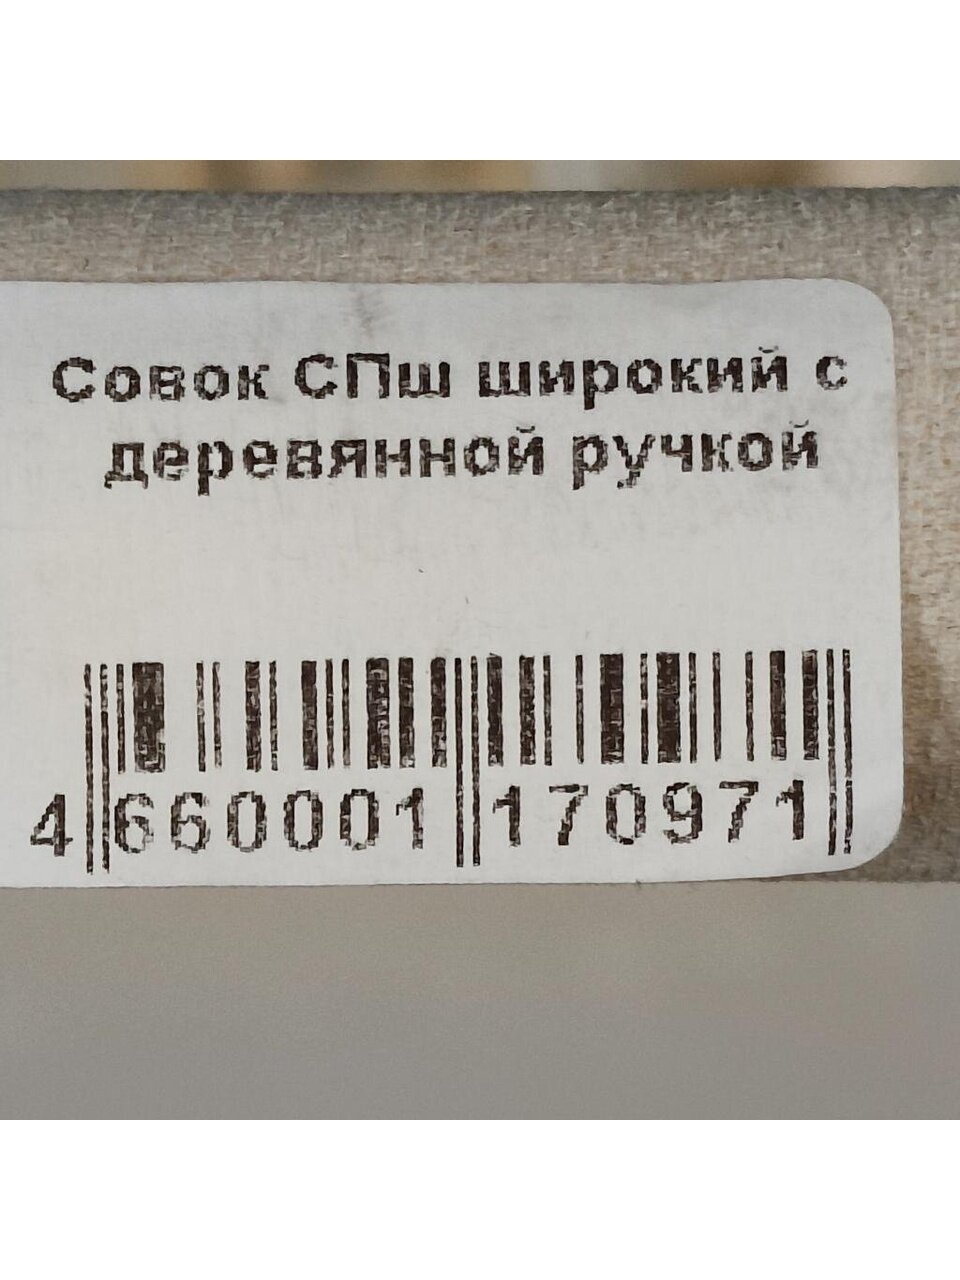 Совок СПш широкий с
деревянной ручкой
4 660001 170971